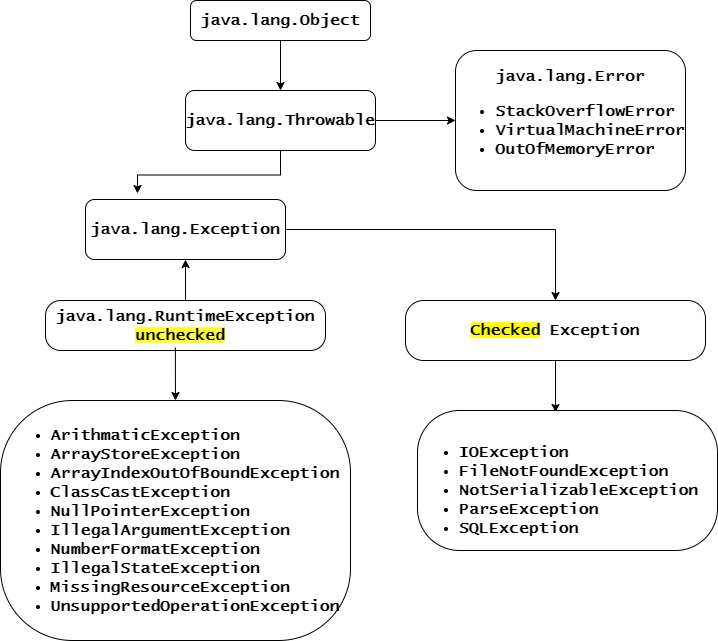 java.lang.Object
java.lang.Throwable
java.lang.Error
• StackOverflowError
• VirtualMachineError
• OutOfMemoryError
java.lang.Exception
java.lang.RuntimeException
unchecked
Checked Exception
• ArithmaticException
• ArrayStoreException
• ArrayIndexOutOfBoundException
• ClassCastException
• NullPointerException
• IllegalArgumentException
• NumberFormatException
• IllegalStateException
• MissingResourceException
• UnsupportedOperationException
• IOException
• FileNotFoundException
• NotSerializableException
• ParseException
• SQLException